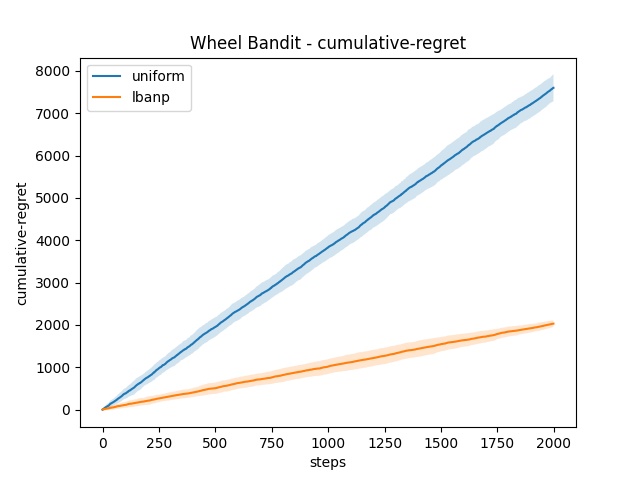 Wheel Bandit - cumulative-regret
uniform
lbanp
8000
7000
6000
5000
4000
3000
2000
1000
0
cumulative-regret
0 250 500 750 1000 1250 1500 1750 2000
steps